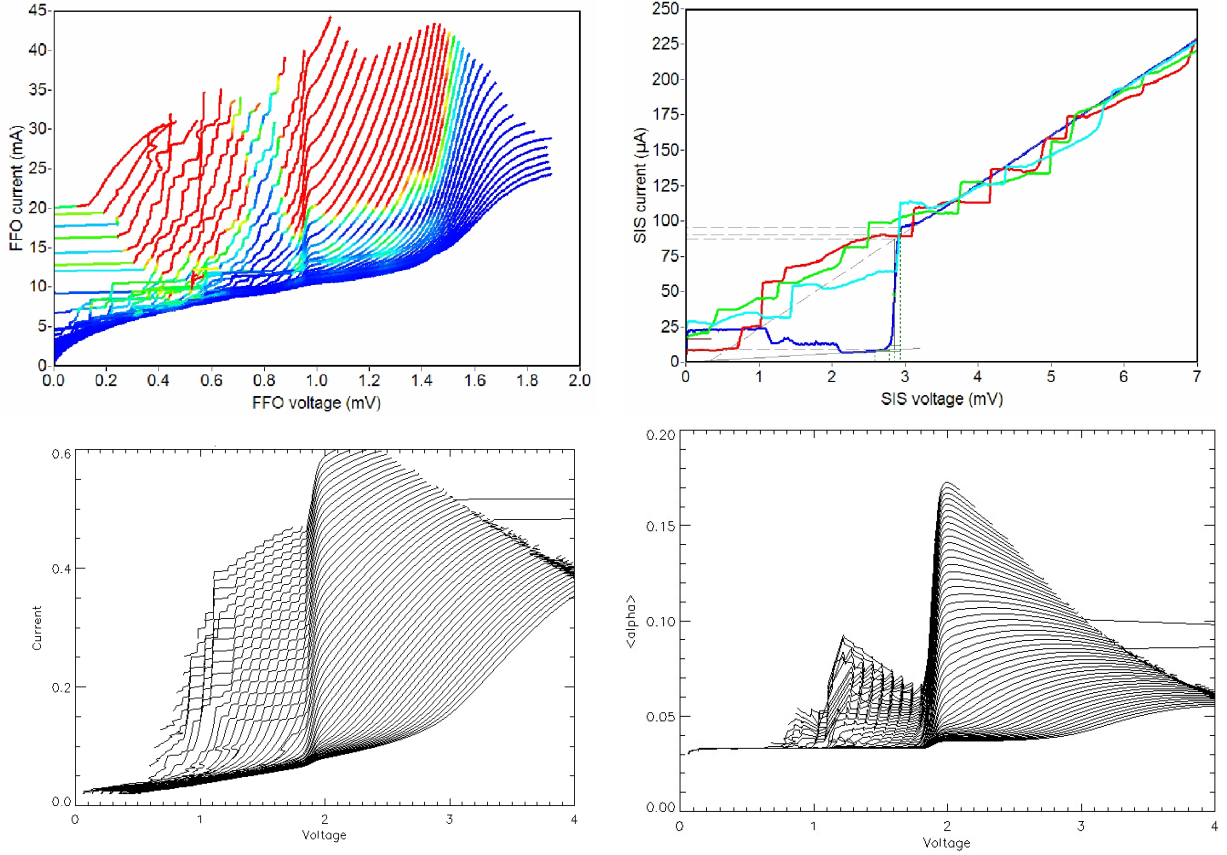 45
40
35
30
25
20
15
10
5
0
FFO current (mA)
0.0 0.2 0.4 0.6 0.8 1.0 1.2 1.4 1.6 1.8 2.0
FFO voltage (mV)
250
225
200
175
150
125
100
75
50
25
0
SIS current (µA)
0 1 2 3 4 5 6 7
SIS voltage (mV)
0.6
0.4
0.2
0.0
Current
0 1 2 3 4
Voltage
0.20
0.15
0.10
0.05
0.00
<alpha>
0 1 2 3 4
Voltage